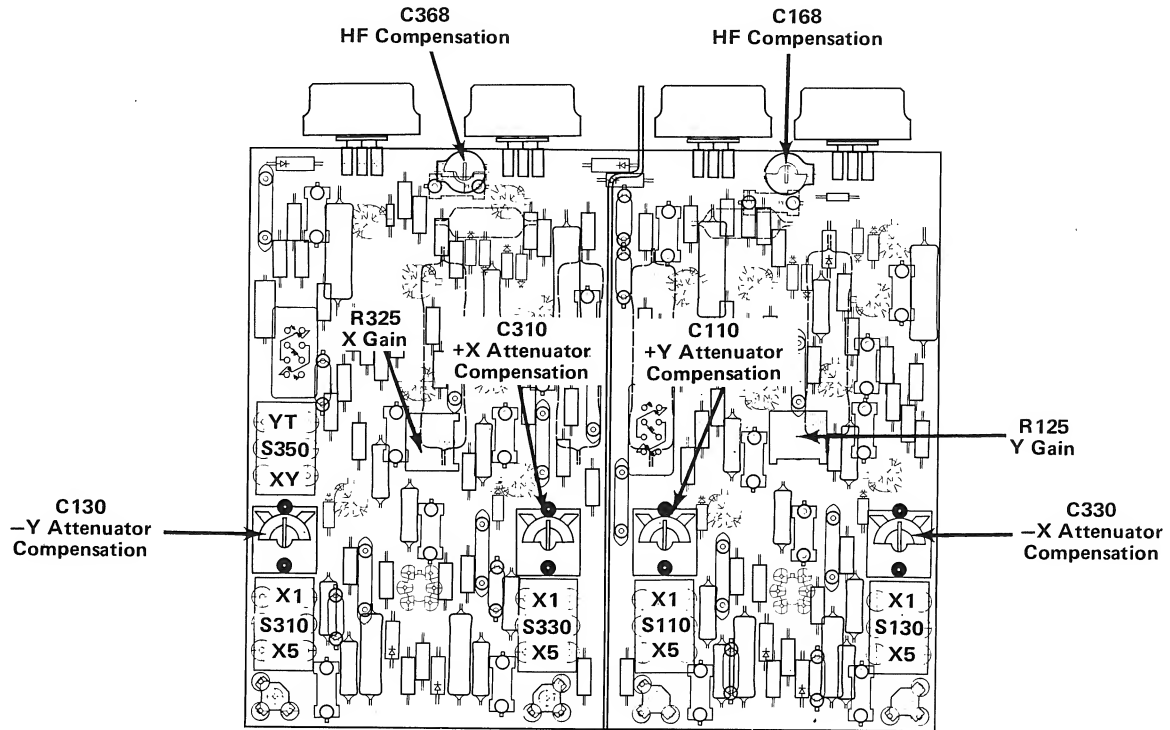 C368
HF Compensation
C168
HF Compensation
R325
X Gain
C310
+X Attenuator
Compensation
C110
+Y Attenuator
Compensation
R125
Y Gain
YT
S350
XY
C130
–Y Attenuator
Compensation
C330
–X Attenuator
Compensation
X1
S310
X5
X1
S330
X5
X1
S110
X5
X1
S130
X5